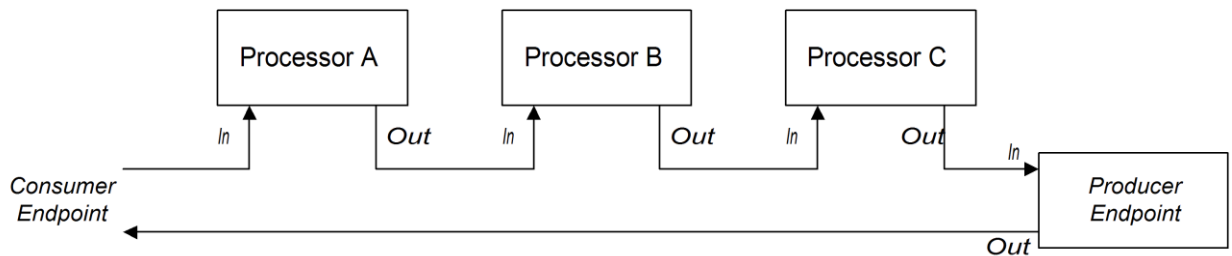 Processor A
Processor B
Processor C
In
Out
In
Out
In
Out
In
Consumer
Endpoint
Producer
Endpoint
Out